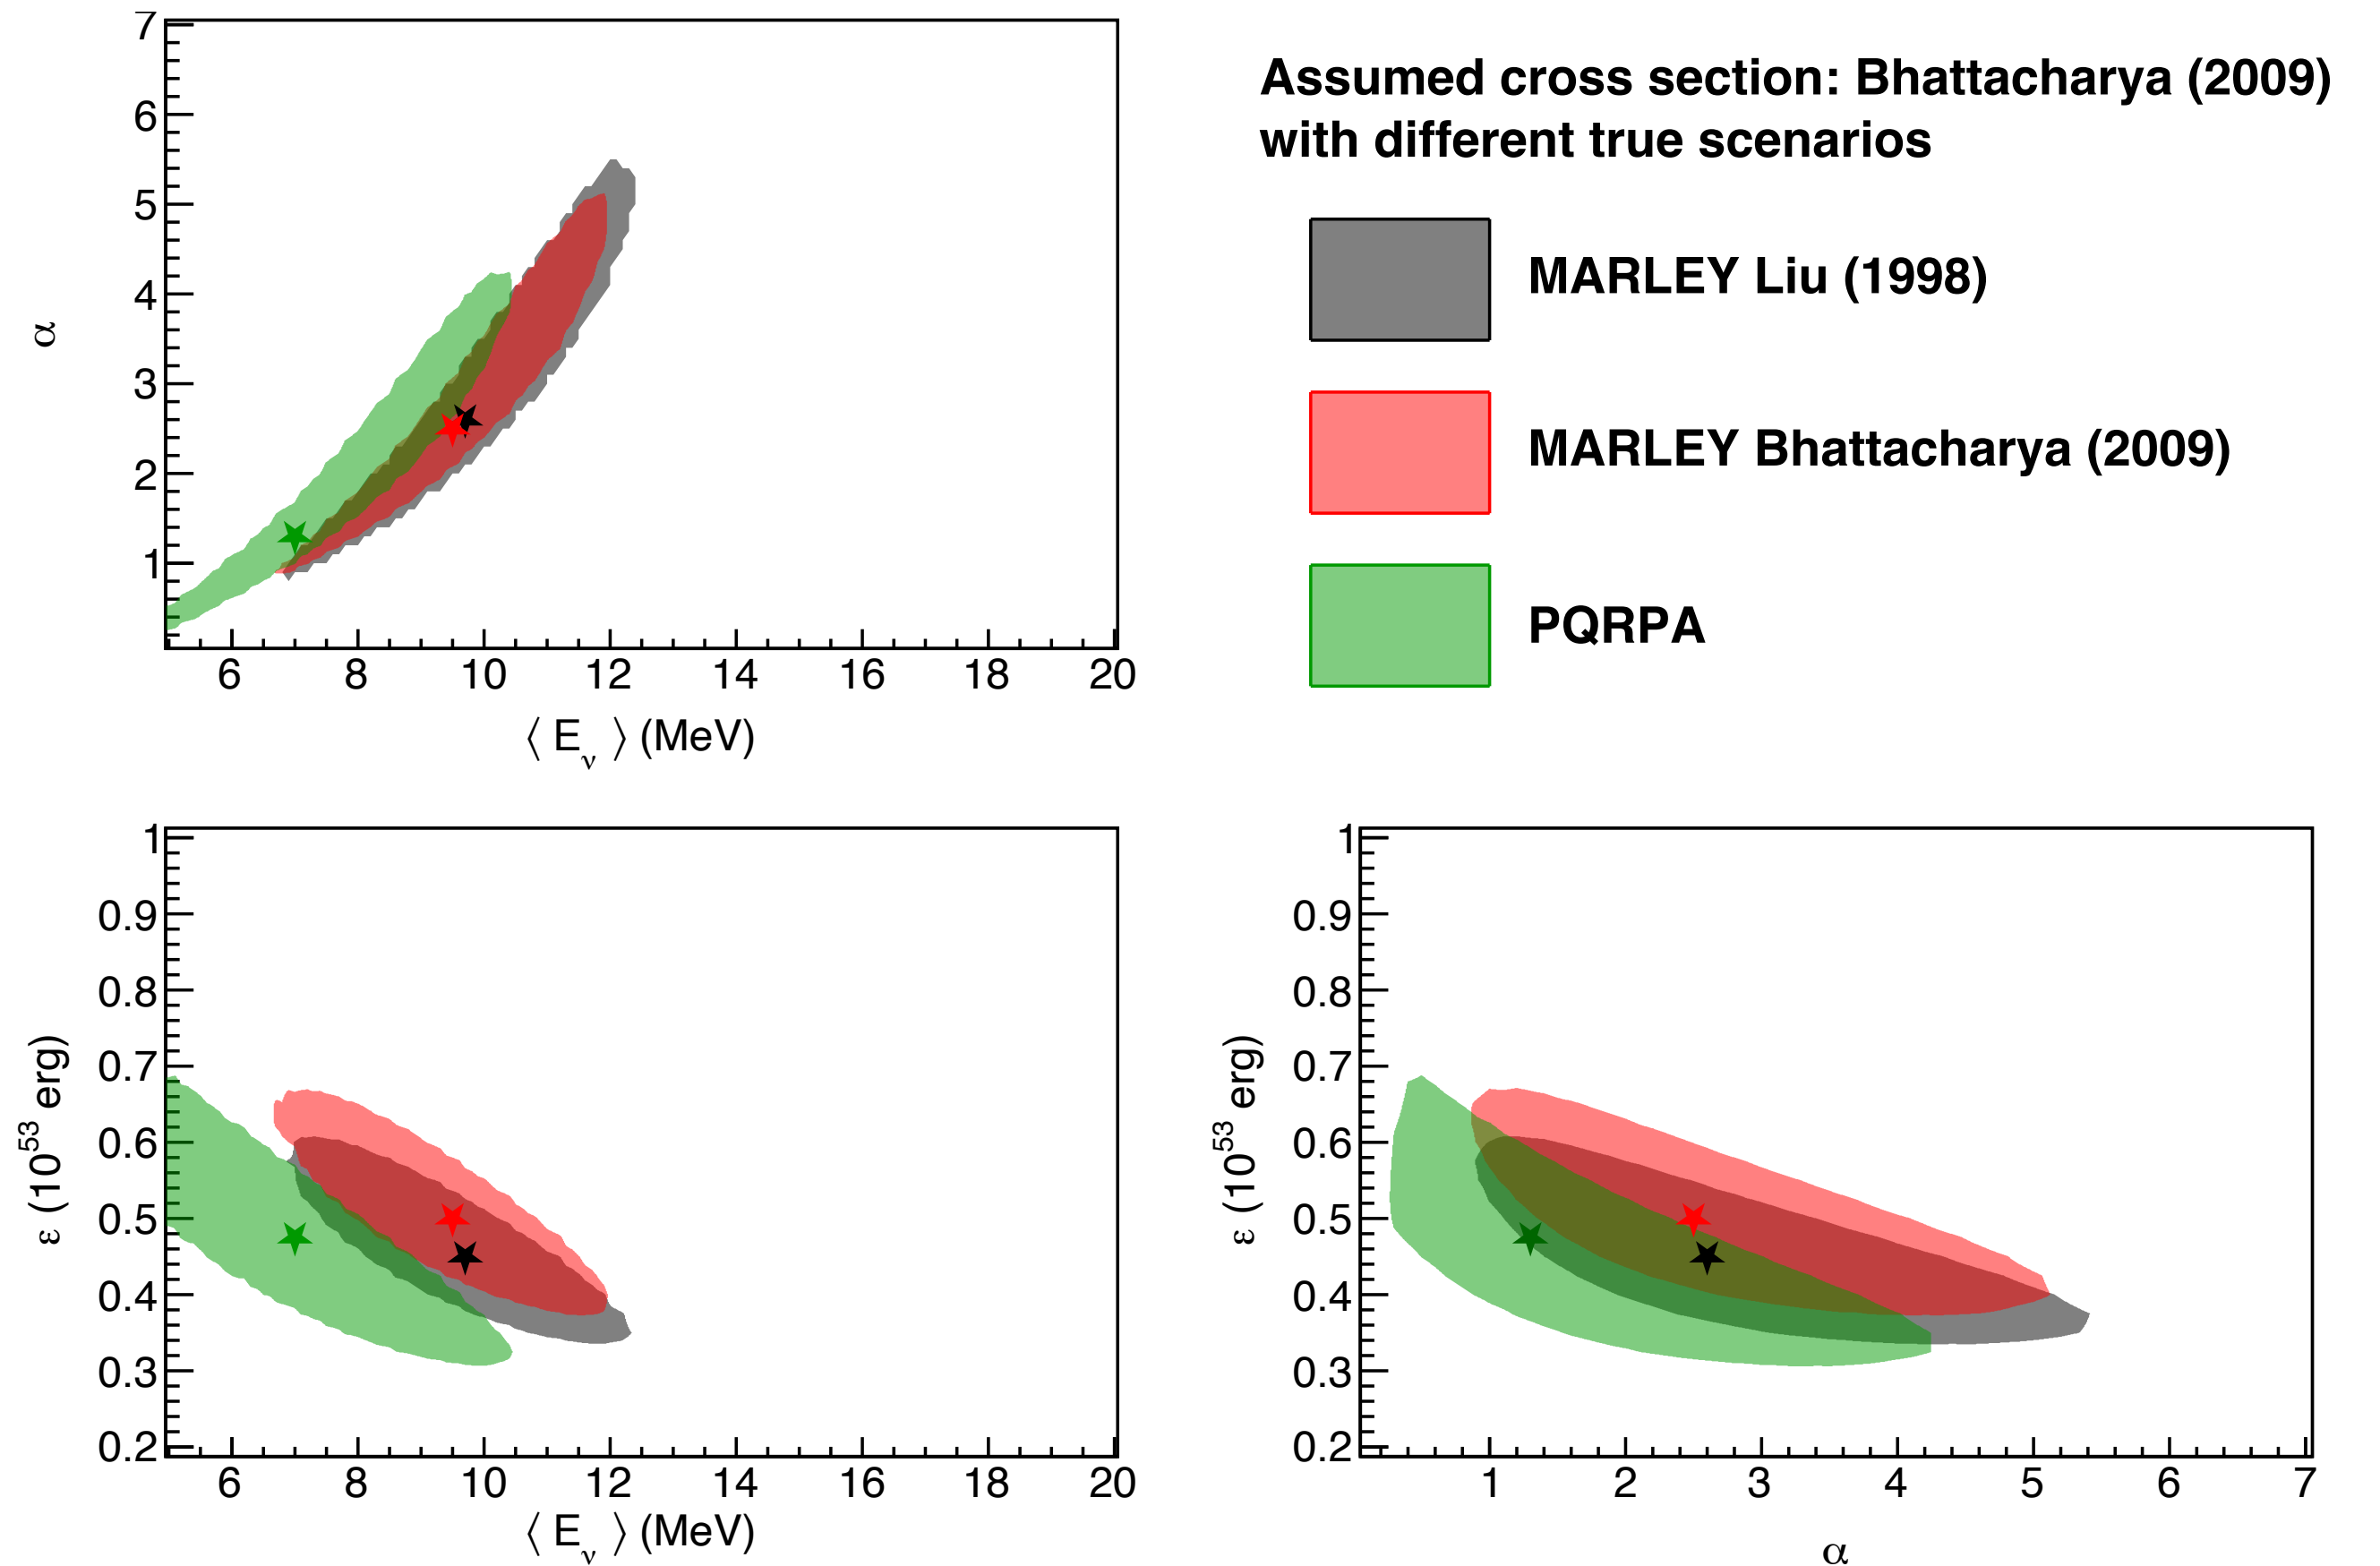 7
6
5
4
3
2
1
α
6 8 10 12 14 16 18 20
⟨ E_ν ⟩ (MeV)
Assumed cross section: Bhattacharya (2009)
with different true scenarios
MARLEY Liu (1998)
MARLEY Bhattacharya (2009)
PQRPA
1
0.9
0.8
0.7
0.6
0.5
0.4
0.3
0.2
ε (10^53 erg)
6 8 10 12 14 16 18 20
⟨ E_ν ⟩ (MeV)
1
0.9
0.8
0.7
0.6
0.5
0.4
0.3
0.2
ε (10^53 erg)
1 2 3 4 5 6 7
α